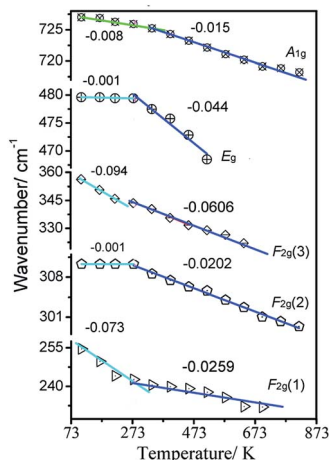 725
-0.008
-0.015
A1g
720
480
-0.001
-0.044
475
470
Eg
360
-0.094
345
-0.0606
330
F2g(3)
-0.001
308
-0.0202
F2g(2)
301
255
-0.073
-0.0259
240
F2g(1)
Wavenumber/ cm-1
73 273 473 673 873
Temperature/ K